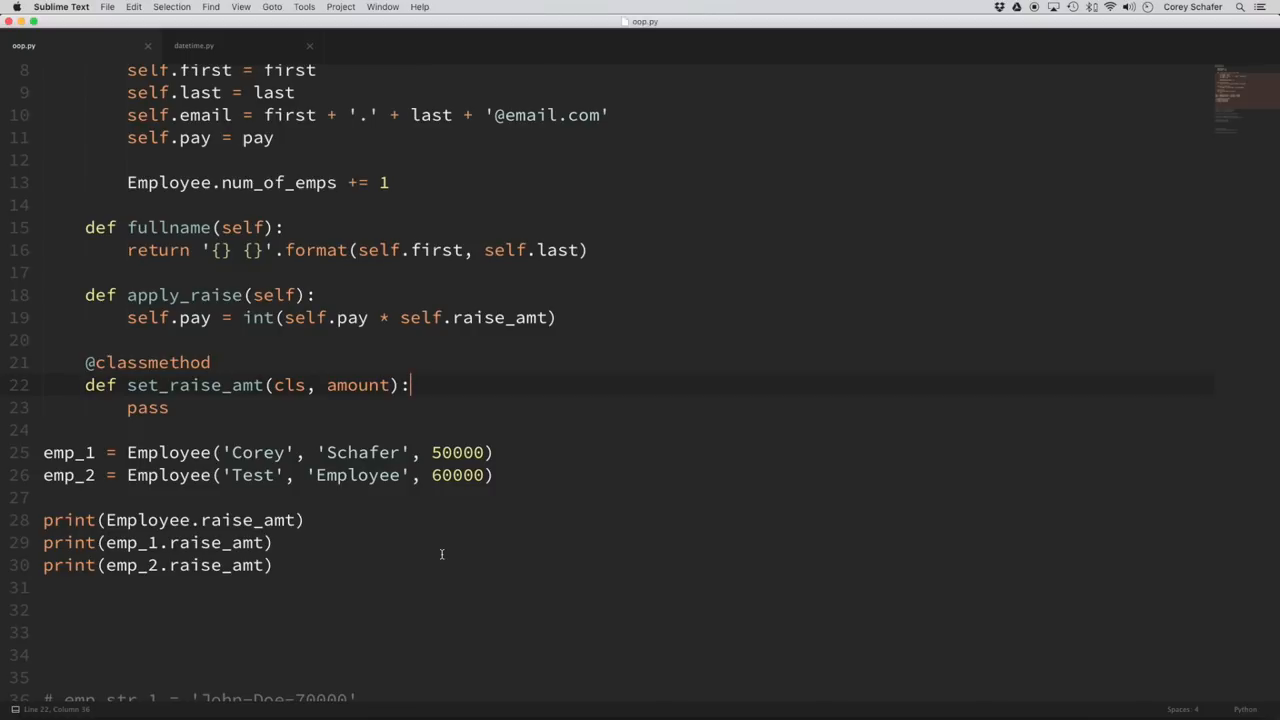 Sublime Text File Edit Selection Find View Goto Tools Project Window Help Corey Schafer
oop.py
oop.py datetime.py
8 self.first = first
9 self.last = last
10 self.email = first + '.' + last + '@email.com'
11 self.pay = pay
12
13 Employee.num_of_emps += 1
14
15 def fullname(self):
16 return '{} {}'.format(self.first, self.last)
17
18 def apply_raise(self):
19 self.pay = int(self.pay * self.raise_amt)
20
21 @classmethod
22 def set_raise_amt(cls, amount):
23 pass
24
25 emp_1 = Employee('Corey', 'Schafer', 50000)
26 emp_2 = Employee('Test', 'Employee', 60000)
27
28 print(Employee.raise_amt)
29 print(emp_1.raise_amt)
30 print(emp_2.raise_amt)
31
32
33
34
35
36 # emp_str_1 = 'John-Doe-70000'
Line 22, Column 36 Spaces: 4 Python